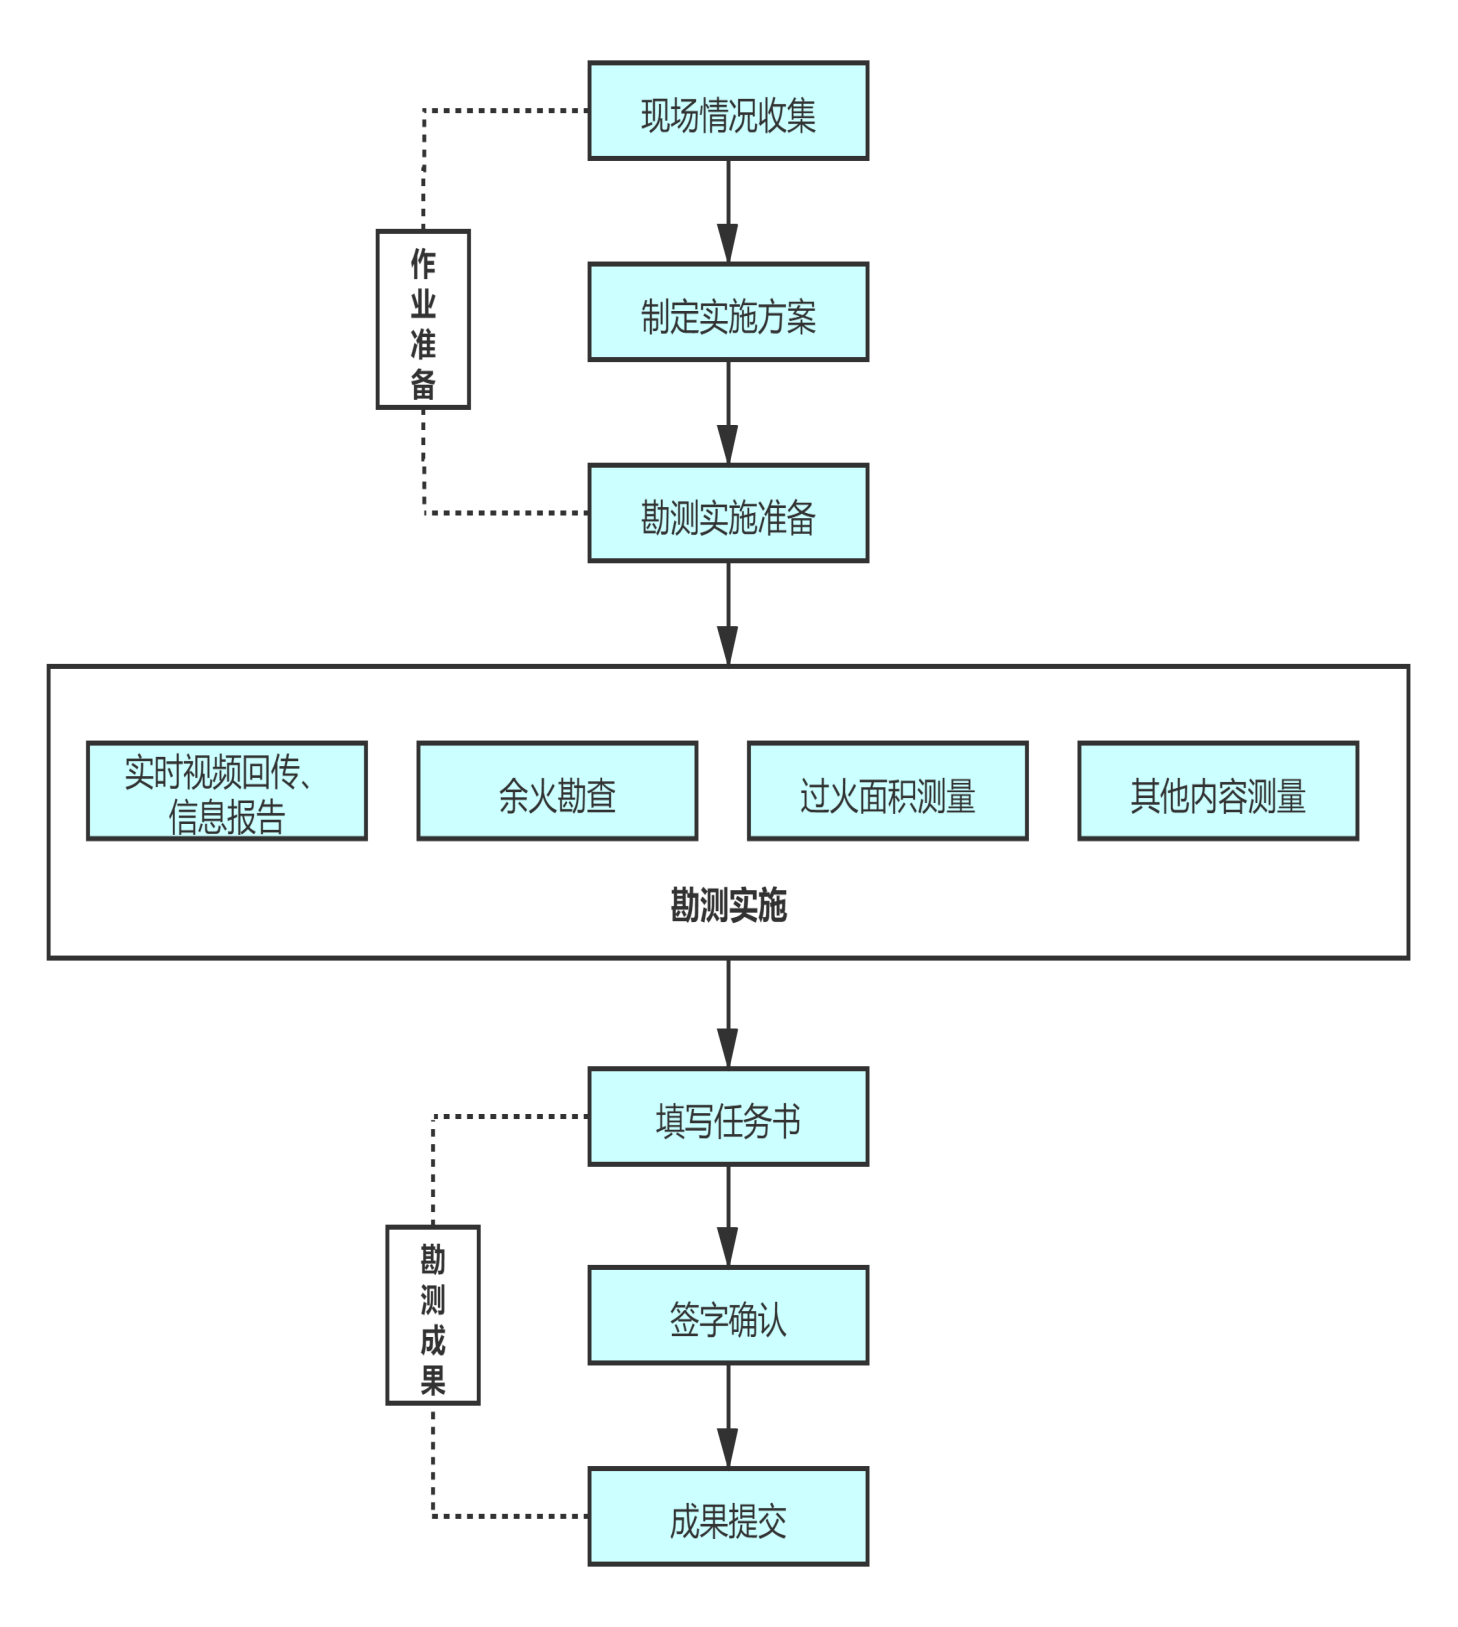 现场情况收集
作
业
准
备
制定实施方案
勘测实施准备
实时视频回传、
信息报告
余火勘查
过火面积测量
其他内容测量
勘测实施
填写任务书
勘
测
成
果
签字确认
成果提交